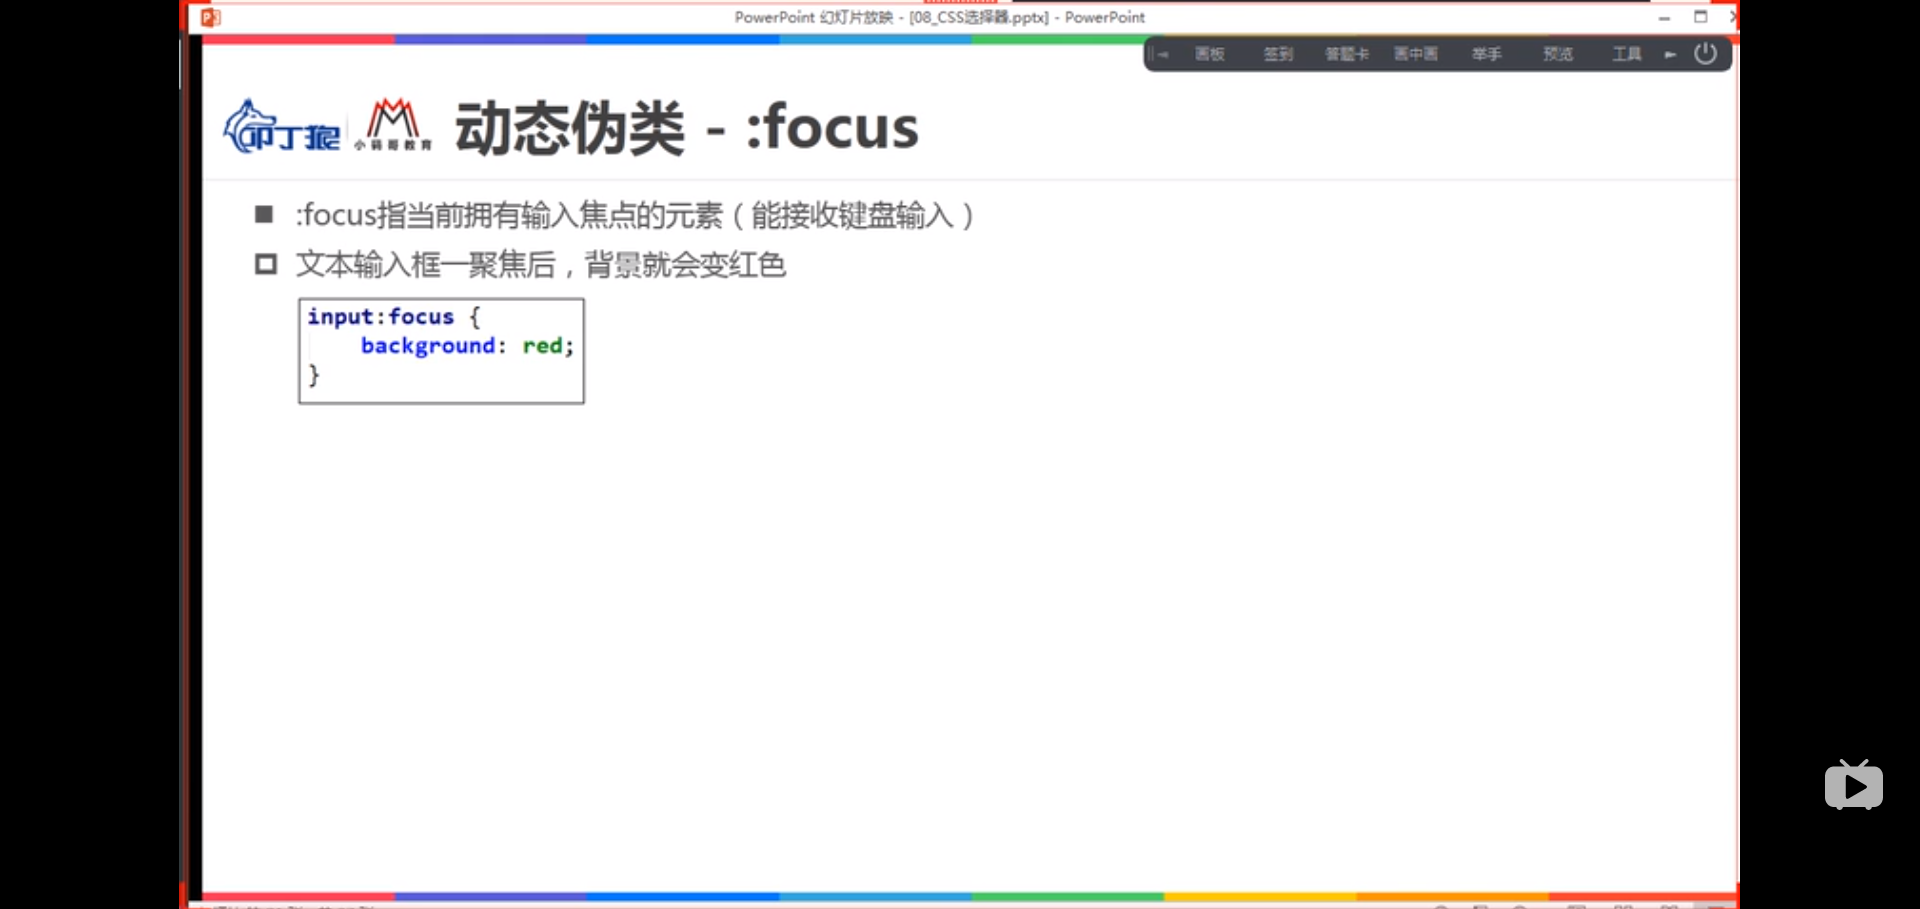 PowerPoint 幻灯片放映 - [08_CSS选择器.pptx] - PowerPoint
画板 签到 答题卡 画中画 举手 预览 工具
叩丁狼 小码哥教育 动态伪类 - :focus
:focus指当前拥有输入焦点的元素（能接收键盘输入）
文本输入框一聚焦后，背景就会变红色
input:focus {
background: red;
}